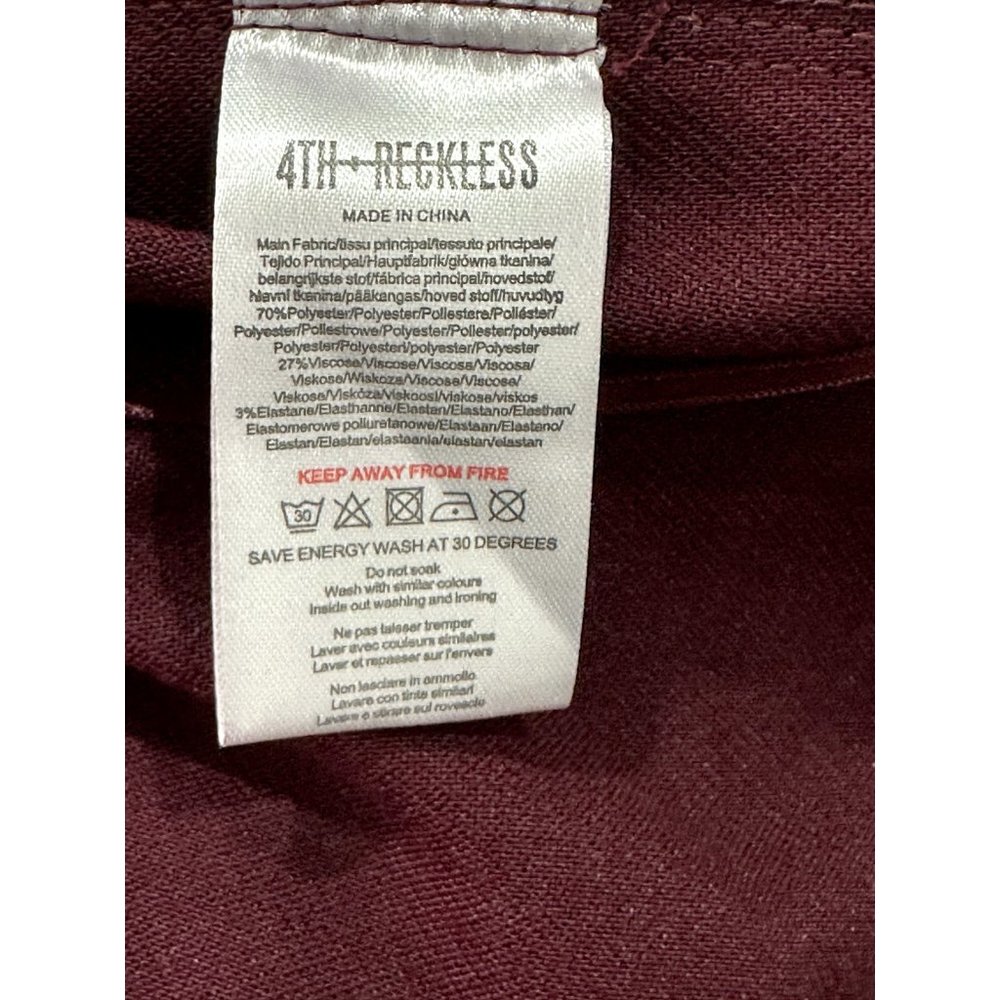 4TH RECKLESS
MADE IN CHINA
Main Fabric/tissu principal/tessuto principale/
Tejido Principal/Hauptfabrik/główna tkanina/
belangrijkste stof/fábrica principal/hovedstof/
hlavní tkanina/pääkangas/hoved stoff/huvudtyg
70%Polyester/Polyester/Poliestere/Poliéster/
Polyester/Poliestrowe/Polyester/Poliester/polyester/
Polyester/Polyesteri/polyester/Polyester
27%Viscose/Viscose/Viscosa/Viscosa/
Viskose/Wiskoza/Viscose/Viscose/
Viskose/Viskóza/viskoosi/viskose/viskos
3%Elastane/Elasthanne/Elastan/Elastano/Elasthan/
Elastomerowe poliuretanowe/Elastaan/Elastano/
Elastan/Elastan/elastaania/elastan/elastan
KEEP AWAY FROM FIRE
30
SAVE ENERGY WASH AT 30 DEGREES
Do not soak
Wash with similar colours
Inside out washing and ironing
Ne pas laisser tremper
Laver avec couleurs similaires
Laver et repasser sur l'envers
Non lasciare in ammollo
Lavare con tinte similari
Lavare e stirare sul rovescio